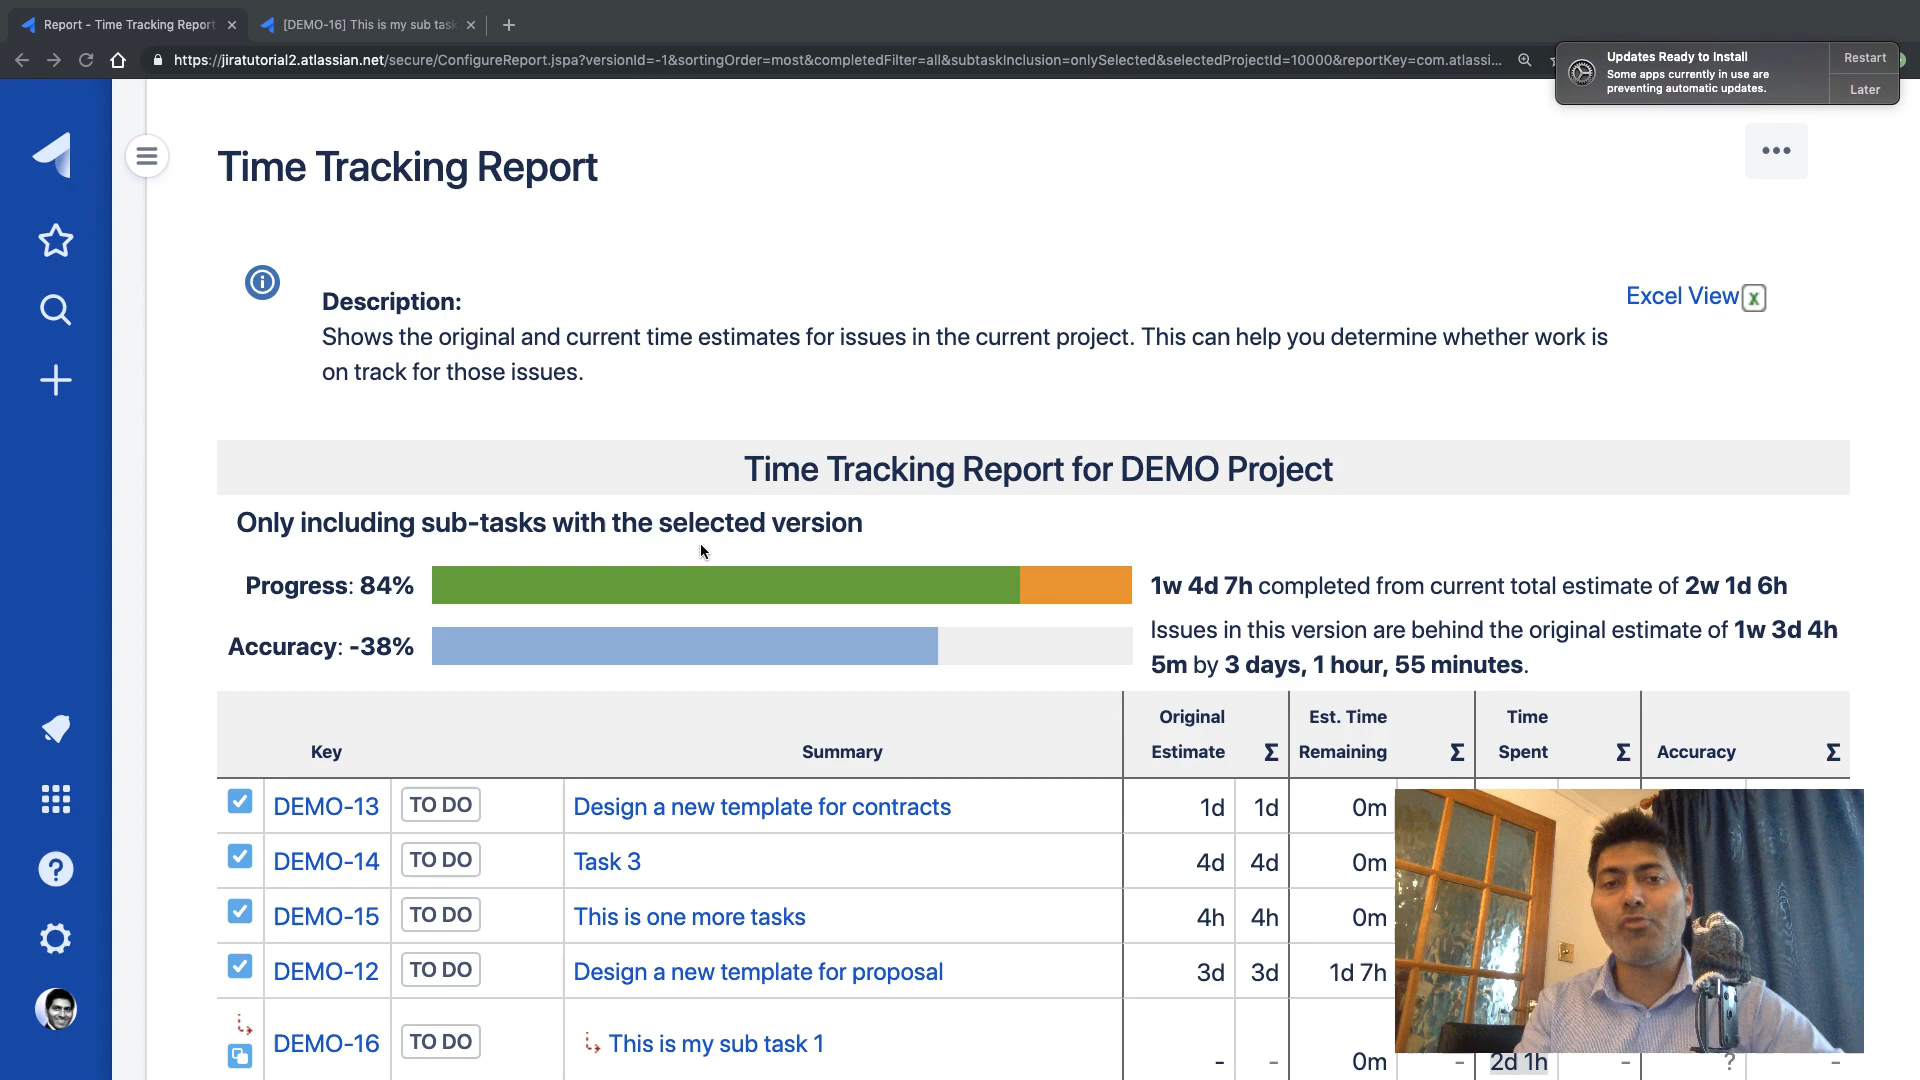 Report - Time Tracking Report
[DEMO-16] This is my sub task
https://jiratutorial2.atlassian.net/secure/ConfigureReport.jspa?versionId=-1&sortingOrder=most&completedFilter=all&subtaskInclusion=onlySelected&selectedProjectId=10000&reportKey=com.atlassi...
Updates Ready to Install
Some apps currently in use are
preventing automatic updates.
Restart
Later
Time Tracking Report
Description:
Excel View
Shows the original and current time estimates for issues in the current project. This can help you determine whether work is
on track for those issues.
Time Tracking Report for DEMO Project
Only including sub-tasks with the selected version
Progress: 84%
1w 4d 7h completed from current total estimate of 2w 1d 6h
Accuracy: -38%
Issues in this version are behind the original estimate of 1w 3d 4h
5m by 3 days, 1 hour, 55 minutes.
Key Summary Original Estimate Σ Est. Time Remaining Σ Time Spent Σ Accuracy Σ
DEMO-13 TO DO Design a new template for contracts 1d 1d 0m
DEMO-14 TO DO Task 3 4d 4d 0m
DEMO-15 TO DO This is one more tasks 4h 4h 0m
DEMO-12 TO DO Design a new template for proposal 3d 3d 1d 7h
DEMO-16 TO DO This is my sub task 1 - - 0m - 2d 1h - ? -